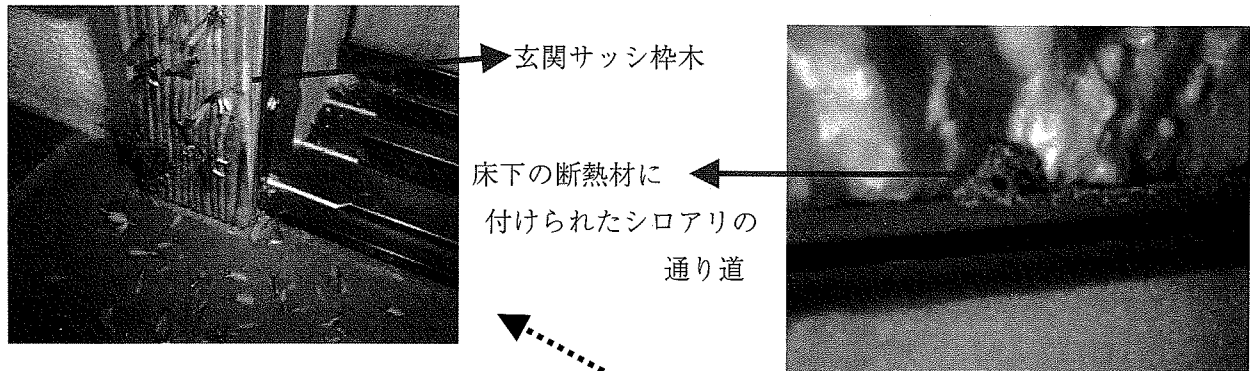 玄関サッシ枠木
床下の断熱材に
付けられたシロアリの
通り道